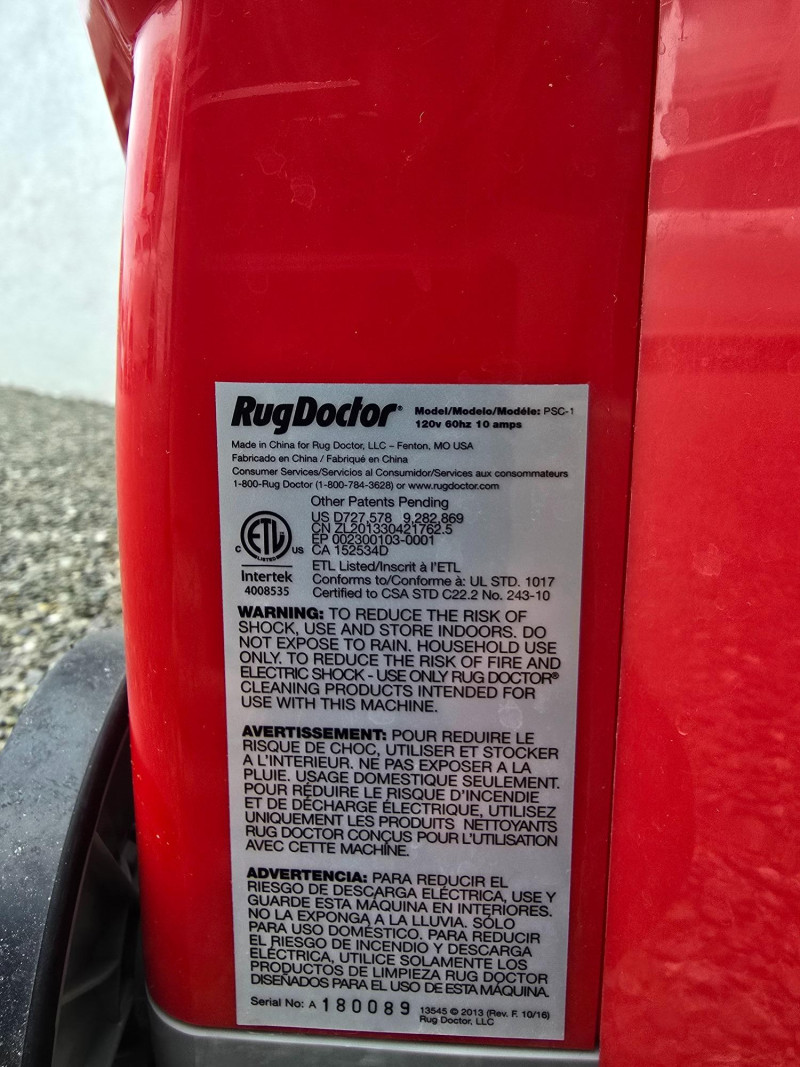 RugDoctor®
Model/Modelo/Modéle: PSC-1
120v 60hz 10 amps
Made in China for Rug Doctor, LLC – Fenton, MO USA
Fabricado en China / Fabriqué en China
Consumer Services/Servicios al Consumidor/Services aux consommateurs
1-800-Rug Doctor (1-800-784-3628) or www.rugdoctor.com
Other Patents Pending
US D727,578 9,282,869
CN ZL201330421762.5
EP 002300103-0001
CA 152534D
C ETL LISTED US
Intertek
4008535
ETL Listed/Inscrit à l'ETL
Conforms to/Conforme à: UL STD. 1017
Certified to CSA STD C22.2 No. 243-10
WARNING: TO REDUCE THE RISK OF
SHOCK, USE AND STORE INDOORS. DO
NOT EXPOSE TO RAIN. HOUSEHOLD USE
ONLY. TO REDUCE THE RISK OF FIRE AND
ELECTRIC SHOCK - USE ONLY RUG DOCTOR®
CLEANING PRODUCTS INTENDED FOR
USE WITH THIS MACHINE.
AVERTISSEMENT: POUR REDUIRE LE
RISQUE DE CHOC, UTILISER ET STOCKER
A L'INTERIEUR. NE PAS EXPOSER A LA
PLUIE. USAGE DOMESTIQUE SEULEMENT.
POUR RÉDUIRE LE RISQUE D'INCENDIE
ET DE DÉCHARGE ÉLECTRIQUE, UTILISEZ
UNIQUEMENT LES PRODUITS NETTOYANTS
RUG DOCTOR CONÇUS POUR L'UTILISATION
AVEC CETTE MACHINE.
ADVERTENCIA: PARA REDUCIR EL
RIESGO DE DESCARGA ELÉCTRICA, USE Y
GUARDE ESTA MÁQUINA EN INTERIORES.
NO LA EXPONGA A LA LLUVIA. SÓLO
PARA USO DOMÉSTICO. PARA REDUCIR
EL RIESGO DE INCENDIO Y DESCARGA
ELÉCTRICA, UTILICE SOLAMENTE LOS
PRODUCTOS DE LIMPIEZA RUG DOCTOR
DISEÑADOS PARA EL USO DE ESTA MÁQUINA.
Serial No: A 180089
13545 © 2013 (Rev. F. 10/16)
Rug Doctor, LLC